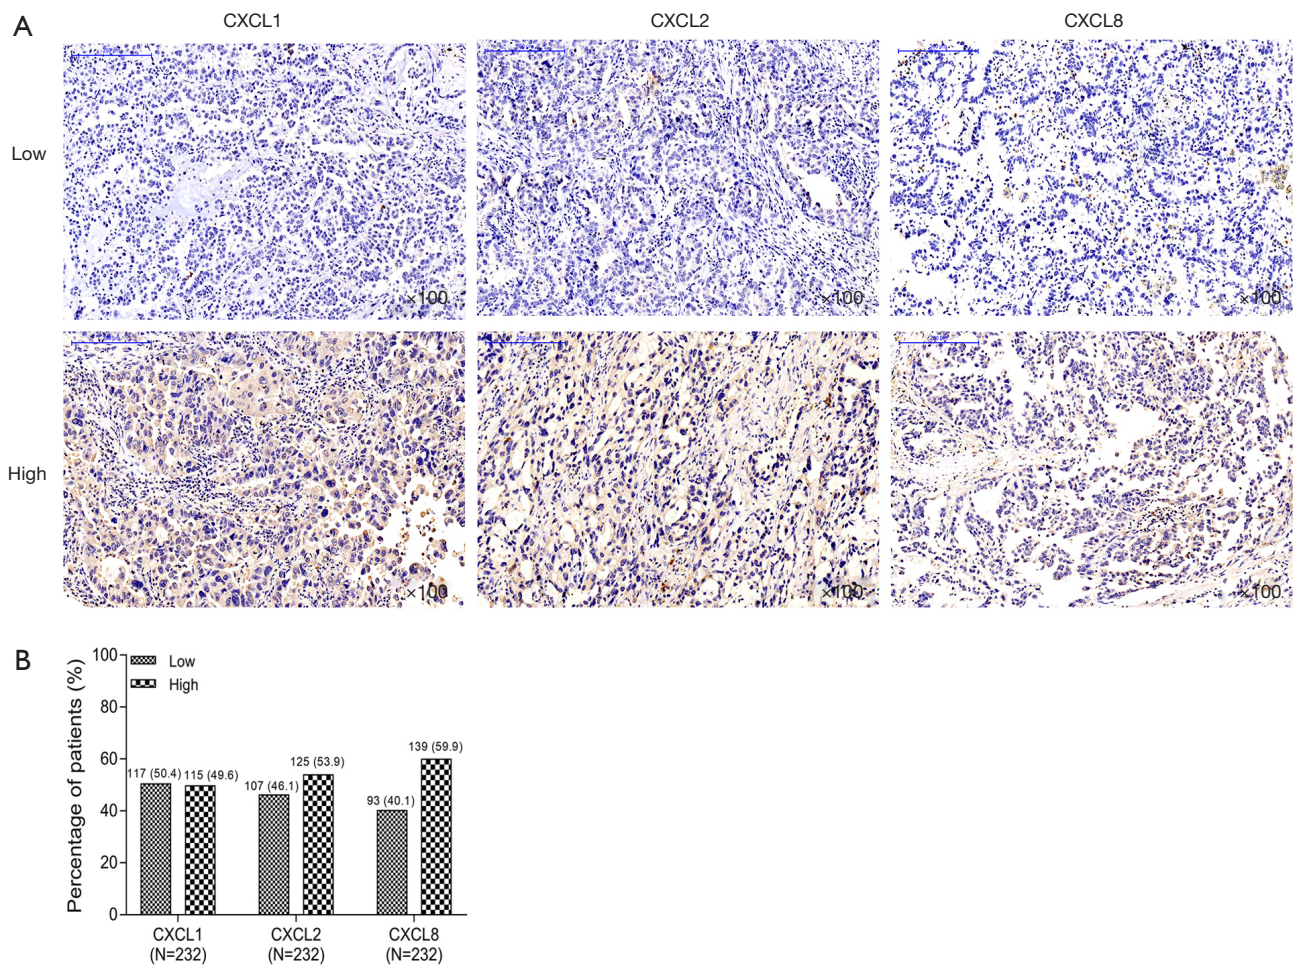 A
CXCL1
CXCL2
CXCL8
Low
×100
×100
×100
High
×100
×100
×100
B
Percentage of patients (%)
100
80
60
40
20
0
Low
High
117 (50.4)
115 (49.6)
107 (46.1)
125 (53.9)
93 (40.1)
139 (59.9)
CXCL1
(N=232)
CXCL2
(N=232)
CXCL8
(N=232)